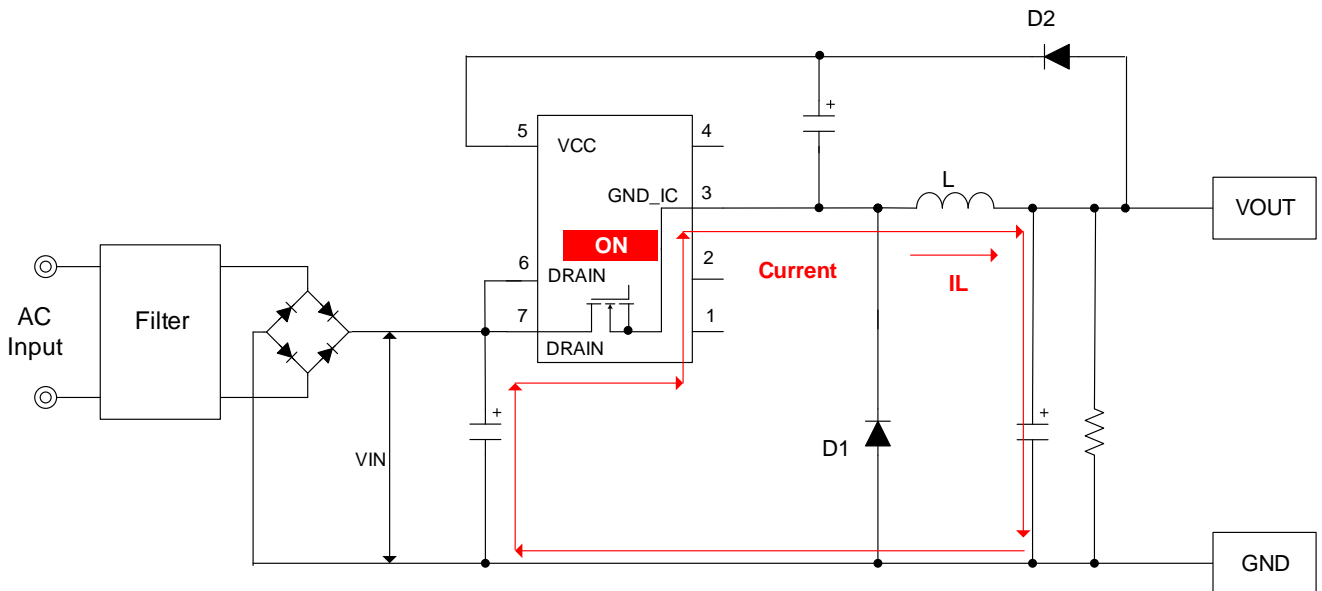 D2
+
5
4
VCC
GND_IC
3
L
VOUT
ON
6
DRAIN
2
Current
IL
AC
Input
Filter
7
1
DRAIN
+
+
VIN
D1
GND